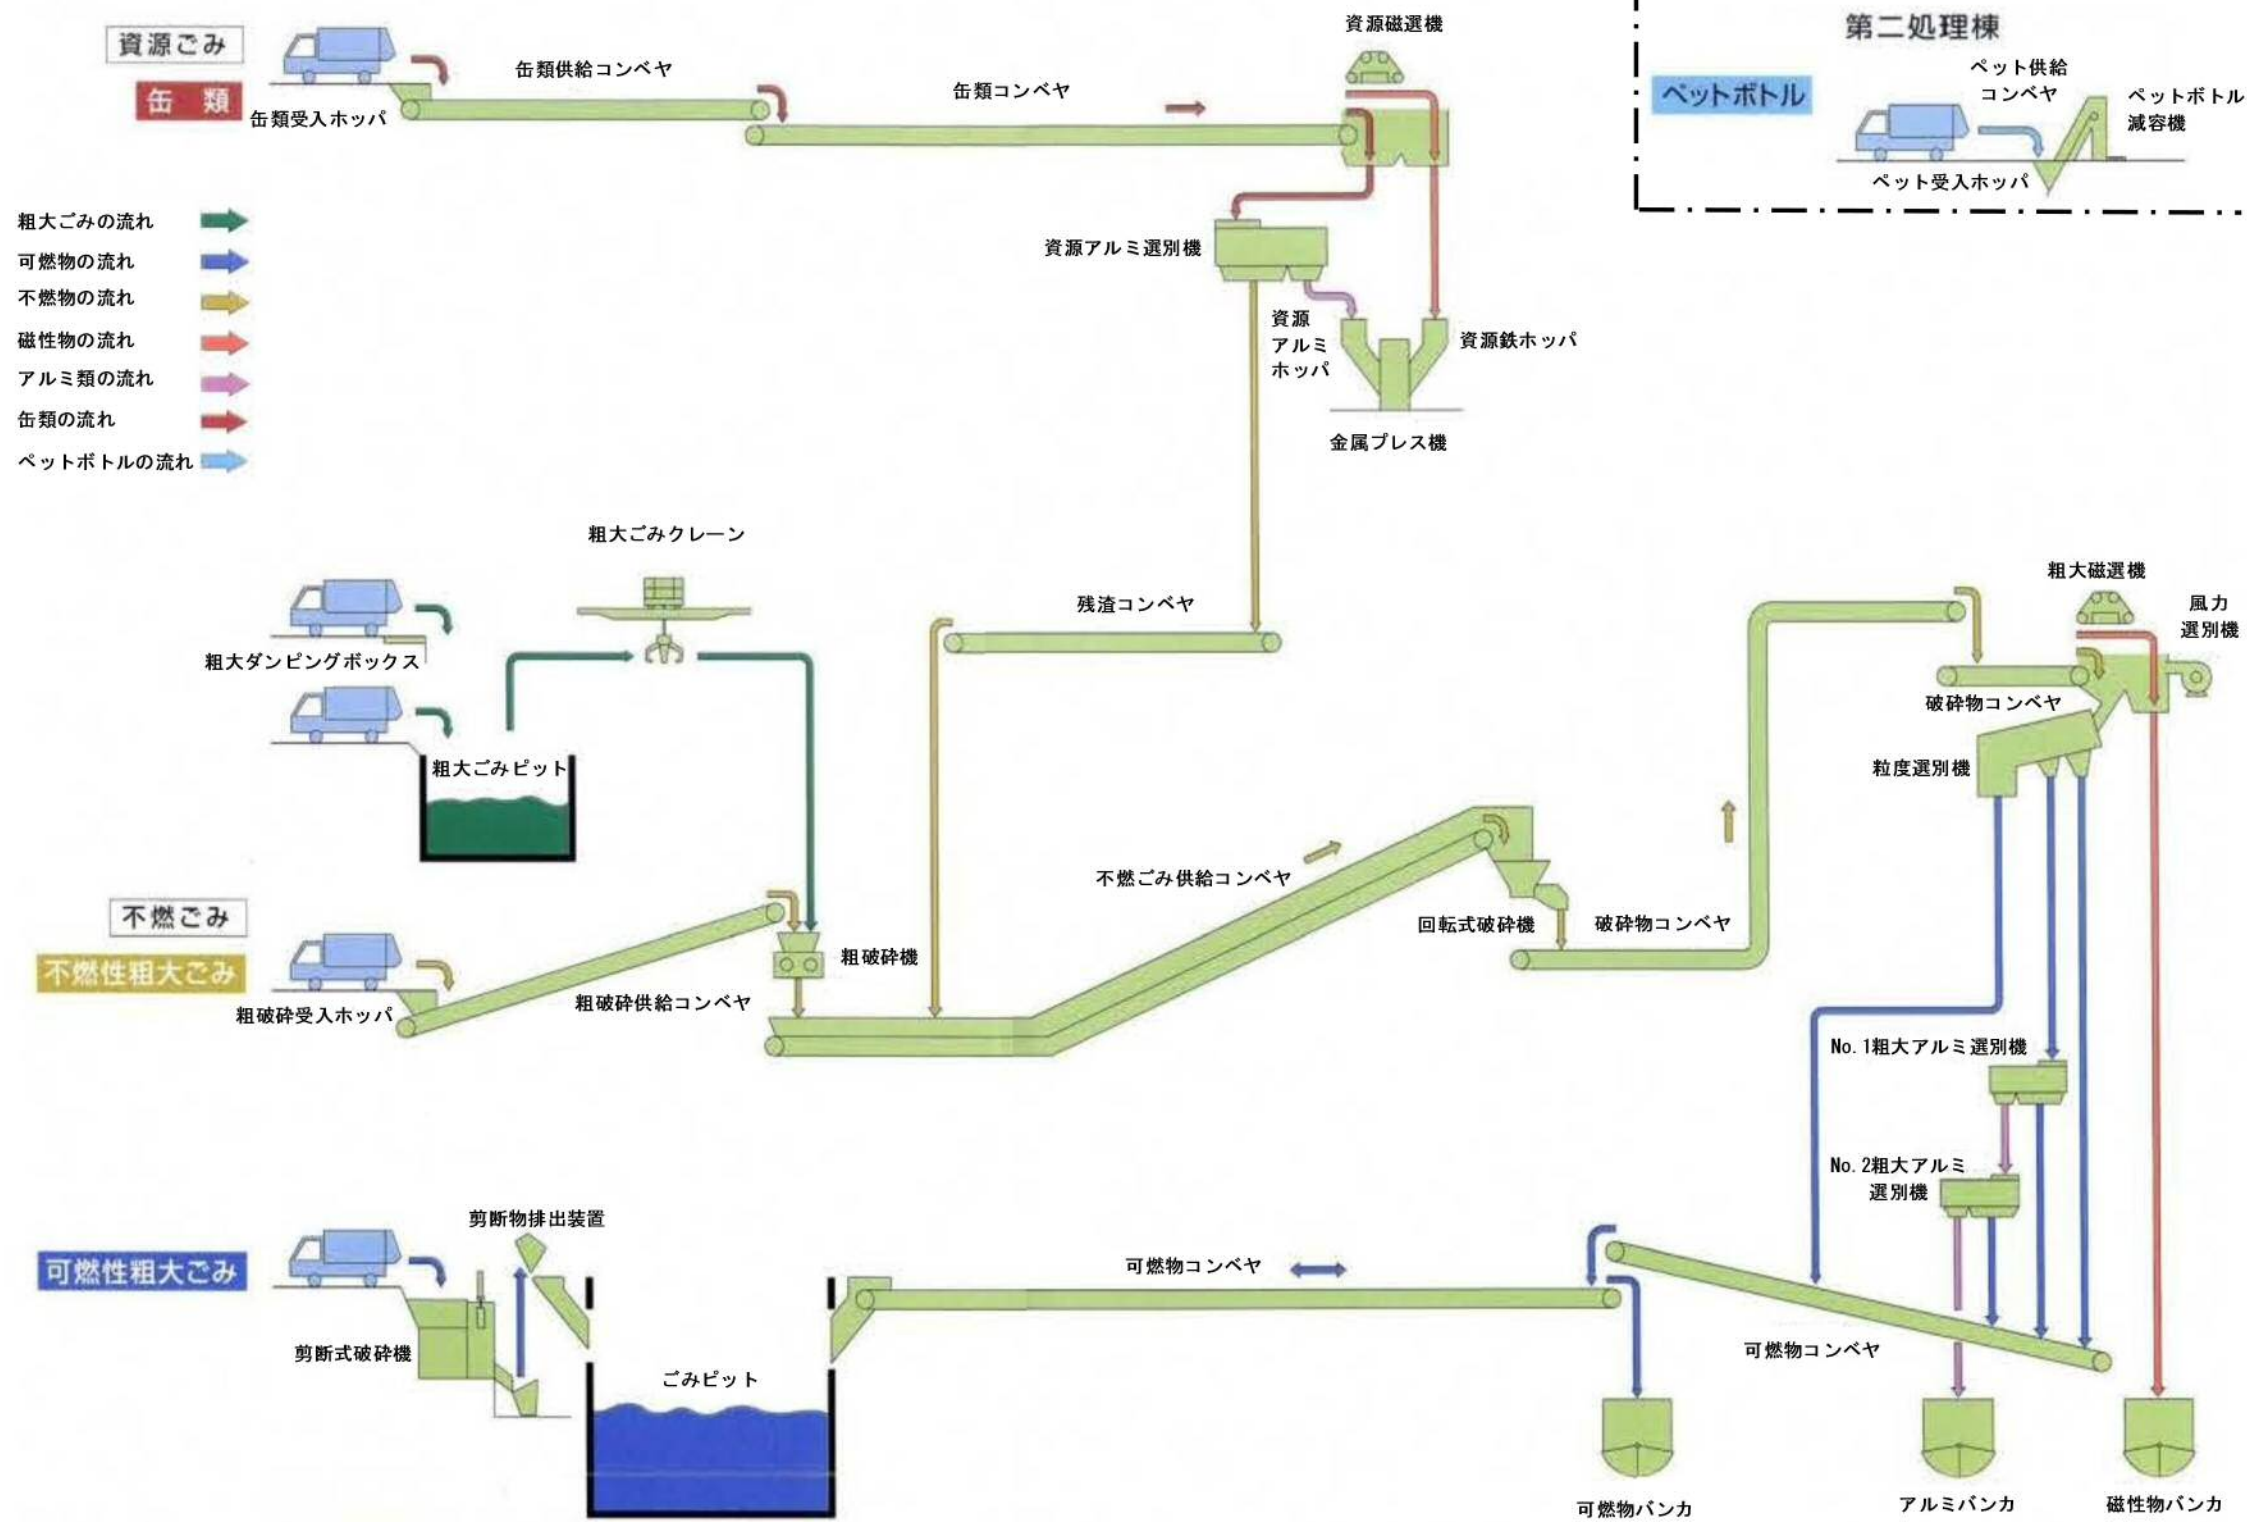 資源ごみ
缶 類
缶類受入ホッパ
缶類供給コンベヤ
缶類コンベヤ
資源磁選機
第二処理棟
ペットボトル
ペット供給
コンベヤ
ペットボトル
減容機
ペット受入ホッパ
粗大ごみの流れ
可燃物の流れ
不燃物の流れ
磁性物の流れ
アルミ類の流れ
缶類の流れ
ペットボトルの流れ
資源アルミ選別機
資源
アルミ
ホッパ
資源鉄ホッパ
金属プレス機
粗大ごみクレーン
粗大ダンピングボックス
粗大ごみピット
残渣コンベヤ
粗大磁選機
風力
選別機
破砕物コンベヤ
粒度選別機
不燃ごみ
不燃性粗大ごみ
粗破砕受入ホッパ
粗破砕供給コンベヤ
粗破砕機
不燃ごみ供給コンベヤ
回転式破砕機
破砕物コンベヤ
No.1粗大アルミ選別機
No.2粗大アルミ
選別機
可燃性粗大ごみ
剪断物排出装置
剪断式破砕機
ごみピット
可燃物コンベヤ
可燃物コンベヤ
可燃物バンカ
アルミバンカ
磁性物バンカ